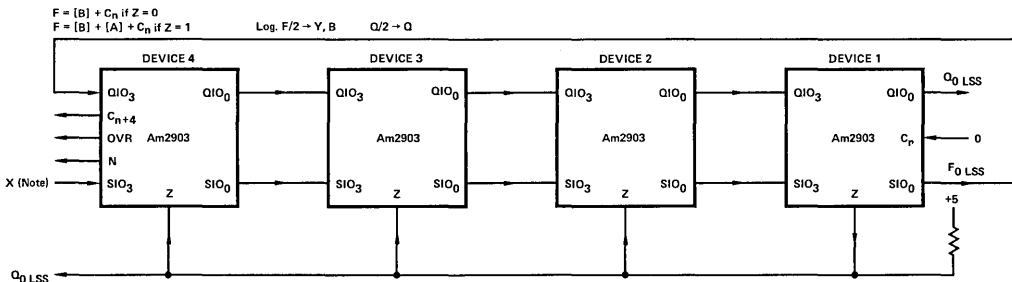 F = [B] + Cn if Z = 0
F = [B] + [A] + Cn if Z = 1 Log. F/2 → Y, B Q/2 → Q
DEVICE 4 DEVICE 3 DEVICE 2 DEVICE 1
QIO3 QIO0 QIO3 QIO0 QIO3 QIO0 QIO3 QIO0 Q0 LSS
Cn+4
OVR Am2903 Am2903 Am2903 Am2903 Cn 0
N
X (Note) SIO3 SIO0 SIO3 SIO0 SIO3 SIO0 SIO3 SIO0 F0 LSS
Z Z Z Z +5
Q0 LSS